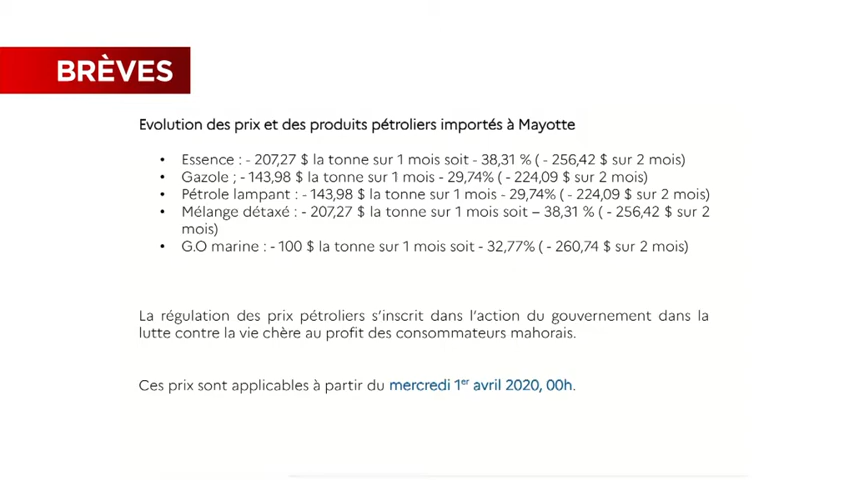 BRÈVES
Evolution des prix et des produits pétroliers importés à Mayotte
• Essence : - 207,27 $ la tonne sur 1 mois soit - 38,31 % ( - 256,42 $ sur 2 mois)
• Gazole ; - 143,98 $ la tonne sur 1 mois - 29,74% ( - 224,09 $ sur 2 mois)
• Pétrole lampant : - 143,98 $ la tonne sur 1 mois - 29,74% ( - 224,09 $ sur 2 mois)
• Mélange détaxé : - 207,27 $ la tonne sur 1 mois soit – 38,31 % ( - 256,42 $ sur 2
mois)
• G.O marine : - 100 $ la tonne sur 1 mois soit - 32,77% ( - 260,74 $ sur 2 mois)
La régulation des prix pétroliers s’inscrit dans l’action du gouvernement dans la
lutte contre la vie chère au profit des consommateurs mahorais.
Ces prix sont applicables à partir du mercredi 1er avril 2020, 00h.